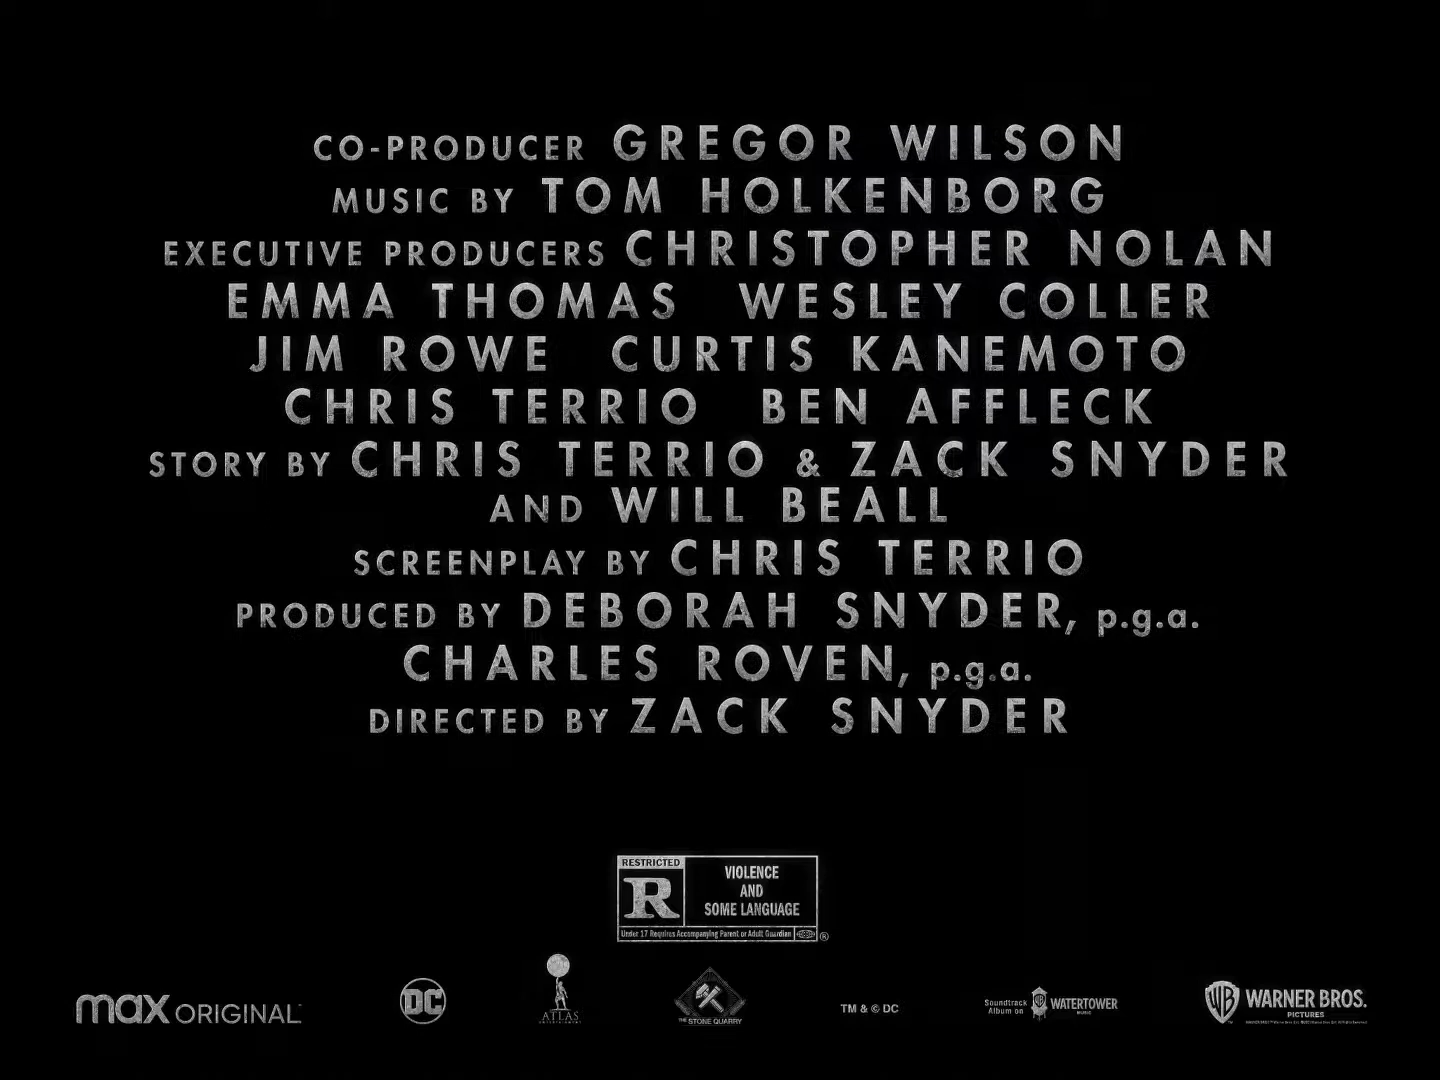 CO-PRODUCER GREGOR WILSON
MUSIC BY TOM HOLKENBORG
EXECUTIVE PRODUCERS CHRISTOPHER NOLAN
EMMA THOMAS WESLEY COLLER
JIM ROWE CURTIS KANEMOTO
CHRIS TERRIO BEN AFFLECK
STORY BY CHRIS TERRIO & ZACK SNYDER
AND WILL BEALL
SCREENPLAY BY CHRIS TERRIO
PRODUCED BY DEBORAH SNYDER, p.g.a.
CHARLES ROVEN, p.g.a.
DIRECTED BY ZACK SNYDER
RESTRICTED
R
VIOLENCE
AND
SOME LANGUAGE
Under 17 Requires Accompanying Parent or Adult Guardian
®
max ORIGINAL
DC
ATLAS
ENTERTAINMENT
THE STONE QUARRY
TM & © DC
Soundtrack
Album on
WATERTOWER
MUSIC
WB
WARNER BROS.
PICTURES